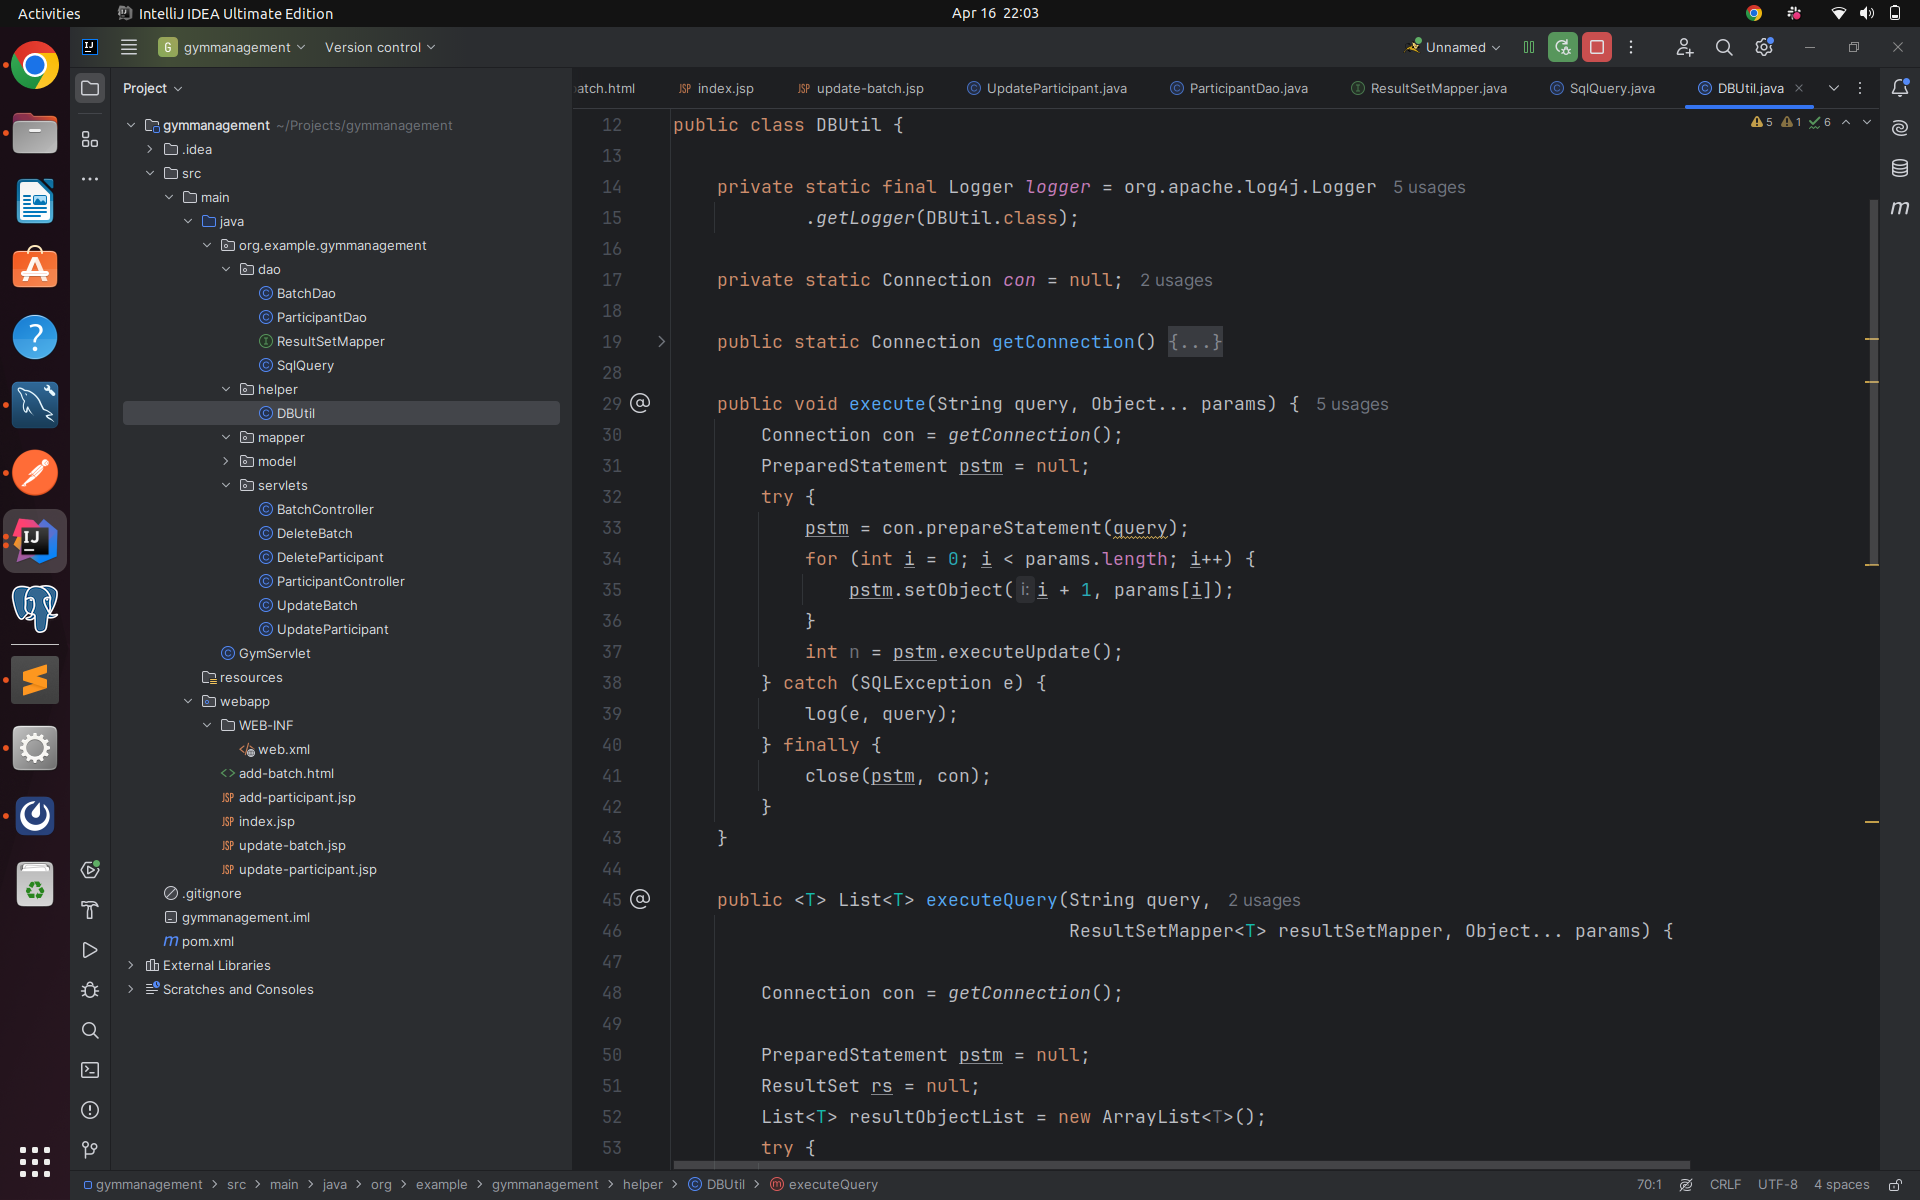 Activities
IntelliJ IDEA Ultimate Edition
Apr 16 22:03
G gymmanagement
Version control
Unnamed
Project
atch.html
JSP index.jsp
JSP update-batch.jsp
UpdateParticipant.java
ParticipantDao.java
ResultSetMapper.java
SqlQuery.java
DBUtil.java
gymmanagement ~/Projects/gymmanagement
.idea
src
main
java
org.example.gymmanagement
dao
BatchDao
ParticipantDao
ResultSetMapper
SqlQuery
helper
DBUtil
mapper
model
servlets
BatchController
DeleteBatch
DeleteParticipant
ParticipantController
UpdateBatch
UpdateParticipant
GymServlet
resources
webapp
WEB-INF
web.xml
add-batch.html
JSP add-participant.jsp
JSP index.jsp
JSP update-batch.jsp
JSP update-participant.jsp
.gitignore
gymmanagement.iml
m pom.xml
External Libraries
Scratches and Consoles
5 1 6
12 public class DBUtil {
13
14 private static final Logger logger = org.apache.log4j.Logger 5 usages
15 .getLogger(DBUtil.class);
16
17 private static Connection con = null; 2 usages
18
19 public static Connection getConnection() {...}
28
29 @ public void execute(String query, Object... params) { 5 usages
30 Connection con = getConnection();
31 PreparedStatement pstm = null;
32 try {
33 pstm = con.prepareStatement(query);
34 for (int i = 0; i < params.length; i++) {
35 pstm.setObject( i: i + 1, params[i]);
36 }
37 int n = pstm.executeUpdate();
38 } catch (SQLException e) {
39 log(e, query);
40 } finally {
41 close(pstm, con);
42 }
43 }
44
45 @ public <T> List<T> executeQuery(String query, 2 usages
46 ResultSetMapper<T> resultSetMapper, Object... params) {
47
48 Connection con = getConnection();
49
50 PreparedStatement pstm = null;
51 ResultSet rs = null;
52 List<T> resultObjectList = new ArrayList<T>();
53 try {
gymmanagement > src > main > java > org > example > gymmanagement > helper > DBUtil > executeQuery
70:1
CRLF
UTF-8
4 spaces